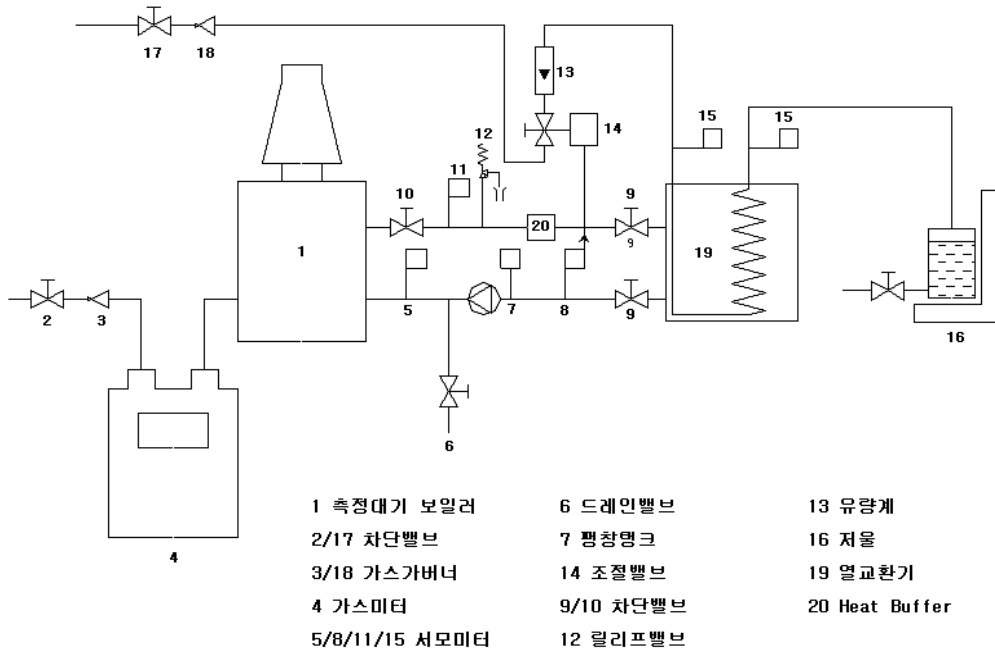 17
18
13
14
15
15
12
11
10
20
9
9
1
19
5
7
8
9
2
3
16
6
4
1 측정대기 보일러
6 드레인밸브
13 유량계
2/17 차단밸브
7 팽창탱크
16 저울
3/18 가스가버너
14 조절밸브
19 열교환기
4 가스미터
9/10 차단밸브
20 Heat Buffer
5/8/11/15 서모미터
12 릴리프밸브